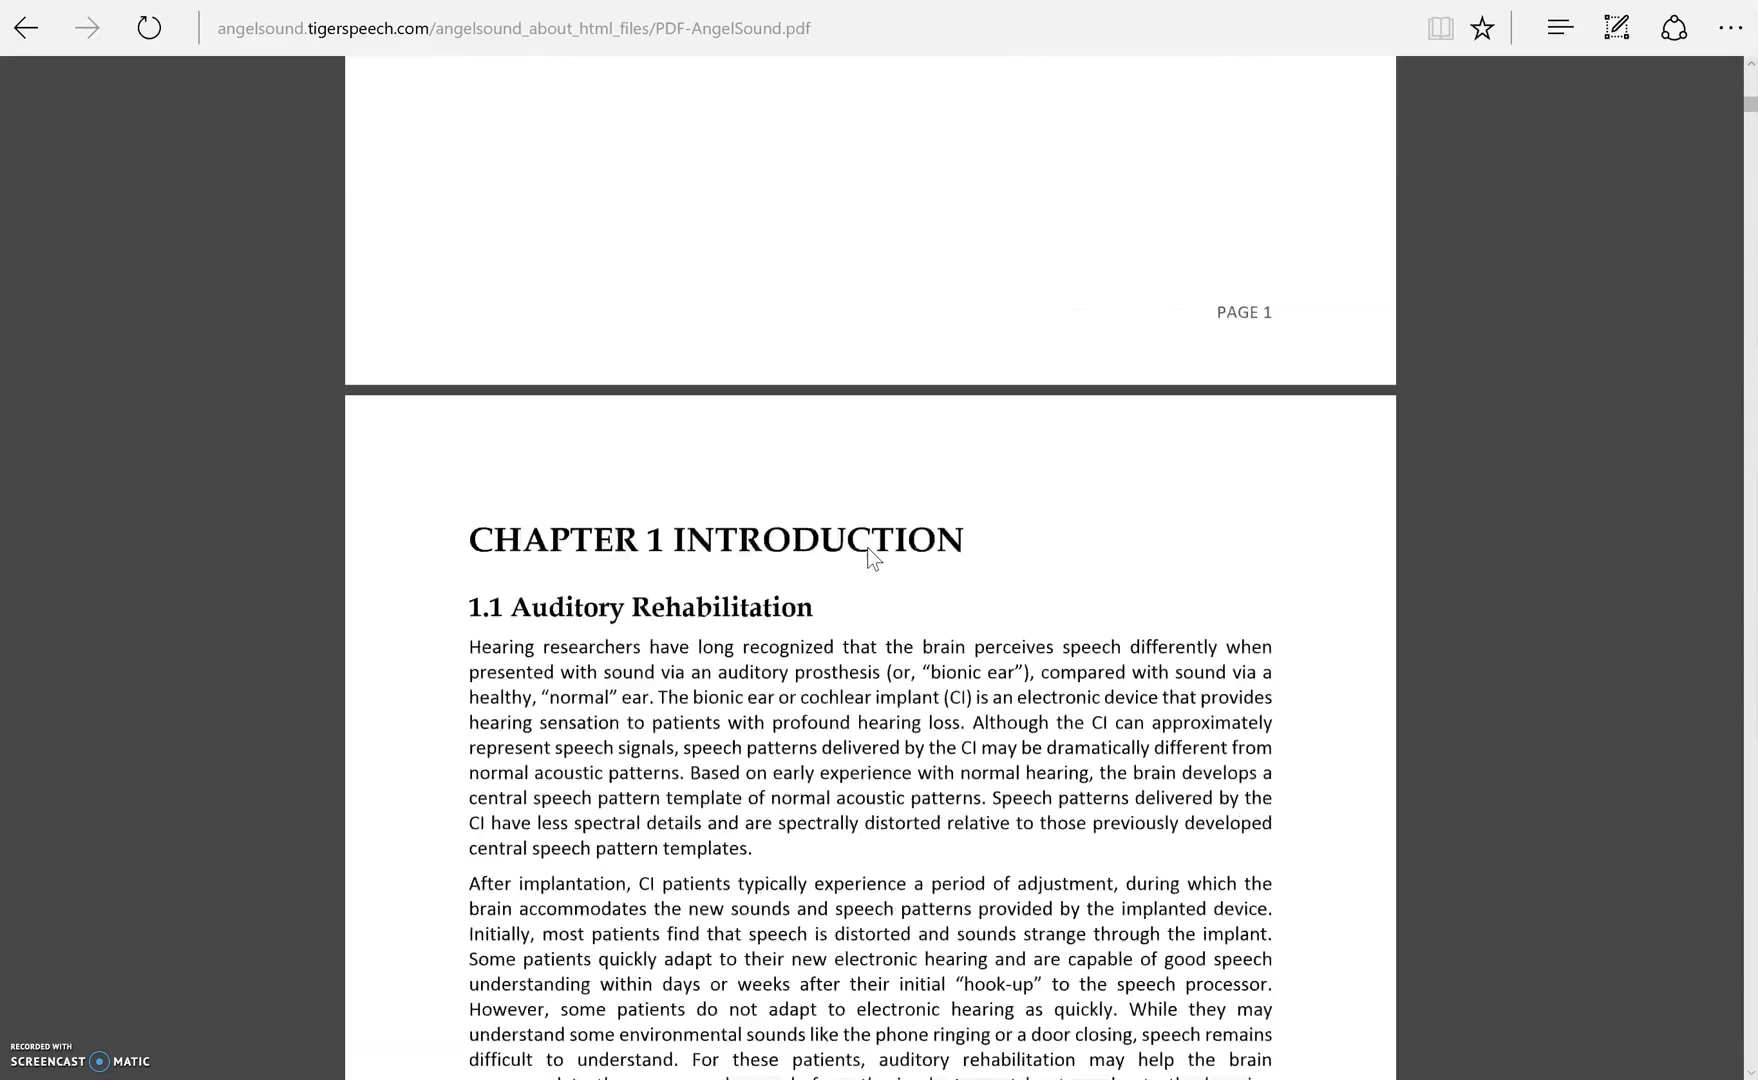 angelsound.tigerspeech.com/angelsound_about_html_files/PDF-AngelSound.pdf
PAGE 1
CHAPTER 1 INTRODUCTION
1.1 Auditory Rehabilitation
Hearing researchers have long recognized that the brain perceives speech differently when
presented with sound via an auditory prosthesis (or, “bionic ear”), compared with sound via a
healthy, “normal” ear. The bionic ear or cochlear implant (CI) is an electronic device that provides
hearing sensation to patients with profound hearing loss. Although the CI can approximately
represent speech signals, speech patterns delivered by the CI may be dramatically different from
normal acoustic patterns. Based on early experience with normal hearing, the brain develops a
central speech pattern template of normal acoustic patterns. Speech patterns delivered by the
CI have less spectral details and are spectrally distorted relative to those previously developed
central speech pattern templates.
After implantation, CI patients typically experience a period of adjustment, during which the
brain accommodates the new sounds and speech patterns provided by the implanted device.
Initially, most patients find that speech is distorted and sounds strange through the implant.
Some patients quickly adapt to their new electronic hearing and are capable of good speech
understanding within days or weeks after their initial “hook-up” to the speech processor.
However, some patients do not adapt to electronic hearing as quickly. While they may
understand some environmental sounds like the phone ringing or a door closing, speech remains
difficult to understand. For these patients, auditory rehabilitation may help the brain
RECORDED WITH
SCREENCAST MATIC